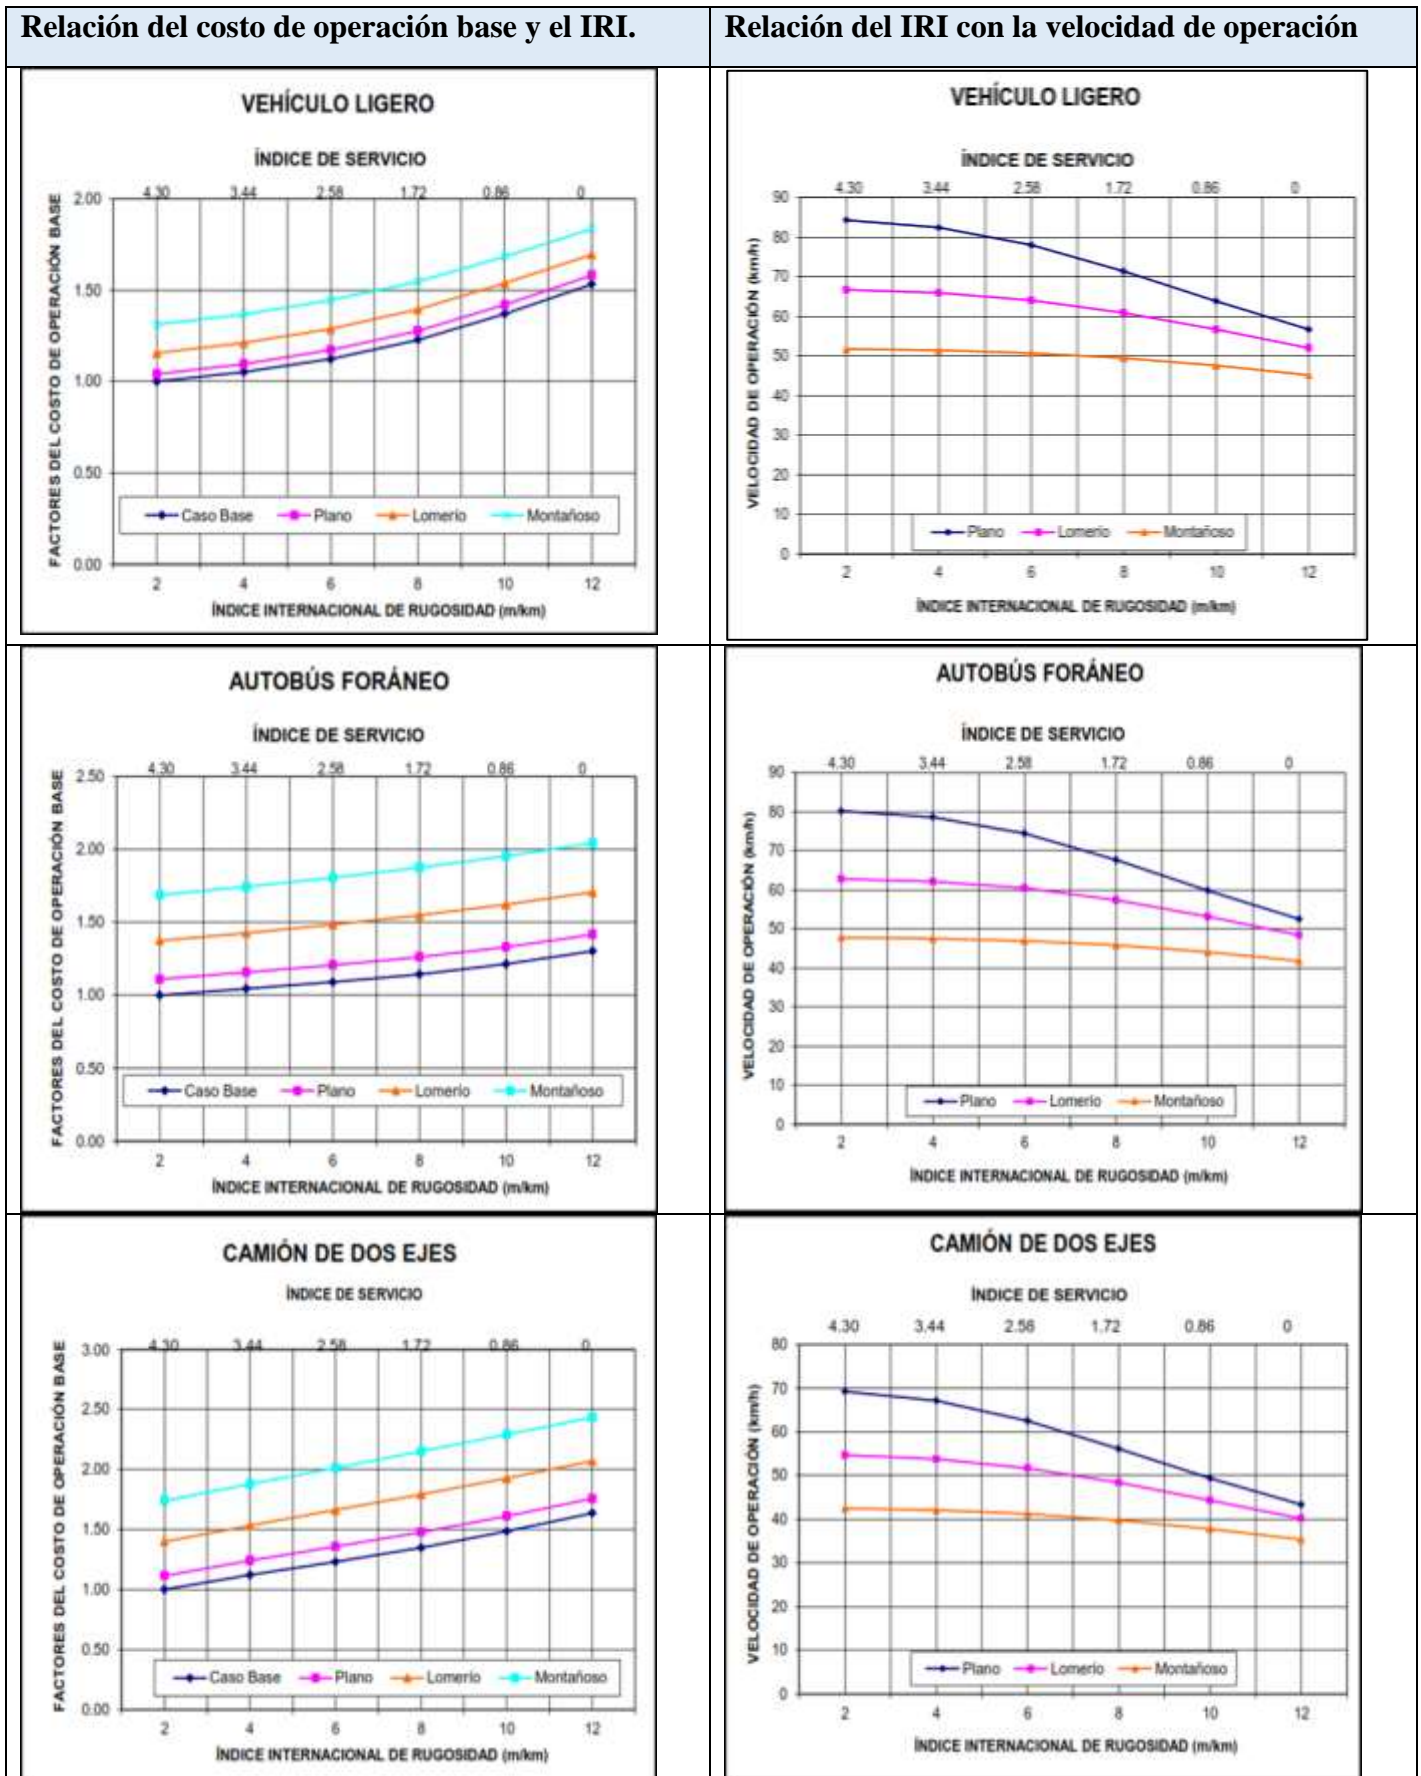 Relación del costo de operación base y el IRI.
Relación del IRI con la velocidad de operación
VEHÍCULO LIGERO
ÍNDICE DE SERVICIO
4.30 3.44 2.58 1.72 0.86 0
FACTORES DEL COSTO DE OPERACIÓN BASE
2.00
1.50
1.00
0.50
0.00
Caso Base Plano Lomerío Montañoso
2 4 6 8 10 12
ÍNDICE INTERNACIONAL DE RUGOSIDAD (m/km)
VEHÍCULO LIGERO
ÍNDICE DE SERVICIO
4.30 3.44 2.58 1.72 0.86 0
VELOCIDAD DE OPERACIÓN (km/h)
90
80
70
60
50
40
30
20
10
0
Plano Lomerío Montañoso
2 4 6 8 10 12
ÍNDICE INTERNACIONAL DE RUGOSIDAD (m/km)
AUTOBÚS FORÁNEO
ÍNDICE DE SERVICIO
4.30 3.44 2.58 1.72 0.86 0
FACTORES DEL COSTO DE OPERACIÓN BASE
2.50
2.00
1.50
1.00
0.50
0.00
Caso Base Plano Lomerío Montañoso
2 4 6 8 10 12
ÍNDICE INTERNACIONAL DE RUGOSIDAD (m/km)
AUTOBÚS FORÁNEO
ÍNDICE DE SERVICIO
4.30 3.44 2.58 1.72 0.86 0
VELOCIDAD DE OPERACIÓN (km/h)
90
80
70
60
50
40
30
20
10
0
Plano Lomerío Montañoso
2 4 6 8 10 12
ÍNDICE INTERNACIONAL DE RUGOSIDAD (m/km)
CAMIÓN DE DOS EJES
ÍNDICE DE SERVICIO
4.30 3.44 2.58 1.72 0.86 0
FACTORES DEL COSTO DE OPERACIÓN BASE
3.00
2.50
2.00
1.50
1.00
0.50
0.00
Caso Base Plano Lomerío Montañoso
2 4 6 8 10 12
ÍNDICE INTERNACIONAL DE RUGOSIDAD (m/km)
CAMIÓN DE DOS EJES
ÍNDICE DE SERVICIO
4.30 3.44 2.58 1.72 0.86 0
VELOCIDAD DE OPERACIÓN (km/h)
80
70
60
50
40
30
20
10
0
Plano Lomerío Montañoso
2 4 6 8 10 12
ÍNDICE INTERNACIONAL DE RUGOSIDAD (m/km)